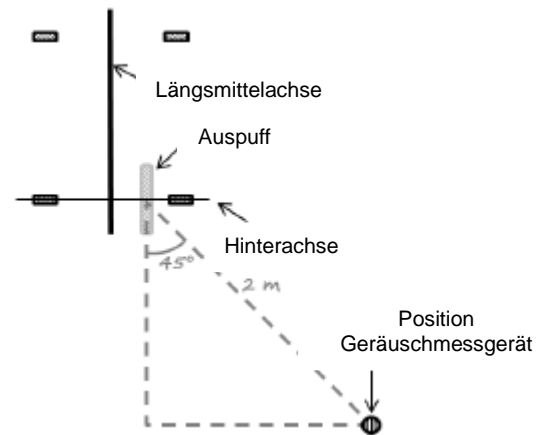 Längsmittelachse
Auspuff
Hinterachse
45°
2 m
Position
Geräuschmessgerät